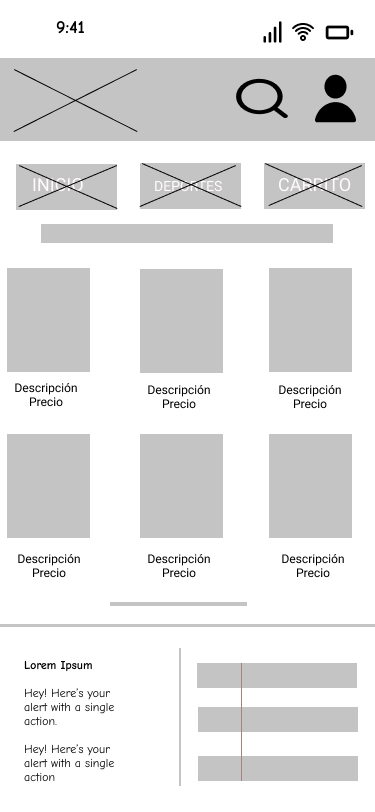 9:41
INICIO
DEPORTES
CARRITO
Descripción
Precio
Descripción
Precio
Descripción
Precio
Descripción
Precio
Descripción
Precio
Descripción
Precio
Lorem Ipsum
Hey! Here's your
alert with a single
action.
Hey! Here's your
alert with a single
action